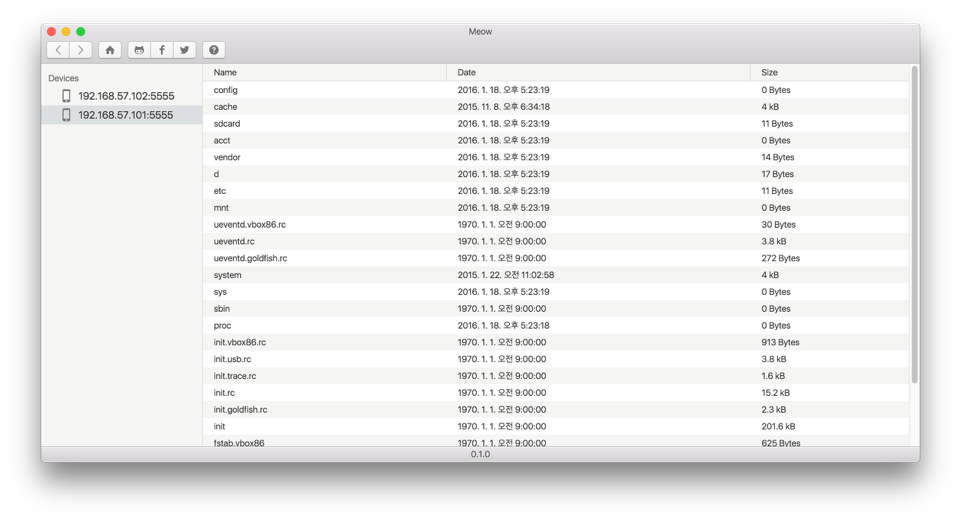 Meow
Devices
192.168.57.102:5555
192.168.57.101:5555
Name Date Size
config 2016. 1. 18. 오후 5:23:19 0 Bytes
cache 2015. 11. 8. 오후 6:34:18 4 kB
sdcard 2016. 1. 18. 오후 5:23:19 11 Bytes
acct 2016. 1. 18. 오후 5:23:19 0 Bytes
vendor 2016. 1. 18. 오후 5:23:19 14 Bytes
d 2016. 1. 18. 오후 5:23:19 17 Bytes
etc 2016. 1. 18. 오후 5:23:19 11 Bytes
mnt 2016. 1. 18. 오후 5:23:19 0 Bytes
ueventd.vbox86.rc 1970. 1. 1. 오전 9:00:00 30 Bytes
ueventd.rc 1970. 1. 1. 오전 9:00:00 3.8 kB
ueventd.goldfish.rc 1970. 1. 1. 오전 9:00:00 272 Bytes
system 2015. 1. 22. 오전 11:02:58 4 kB
sys 2016. 1. 18. 오후 5:23:19 0 Bytes
sbin 1970. 1. 1. 오전 9:00:00 0 Bytes
proc 2016. 1. 18. 오후 5:23:18 0 Bytes
init.vbox86.rc 1970. 1. 1. 오전 9:00:00 913 Bytes
init.usb.rc 1970. 1. 1. 오전 9:00:00 3.8 kB
init.trace.rc 1970. 1. 1. 오전 9:00:00 1.6 kB
init.rc 1970. 1. 1. 오전 9:00:00 15.2 kB
init.goldfish.rc 1970. 1. 1. 오전 9:00:00 2.3 kB
init 1970. 1. 1. 오전 9:00:00 201.6 kB
fstab.vbox86 1970. 1. 1. 오전 9:00:00 625 Bytes
0.1.0